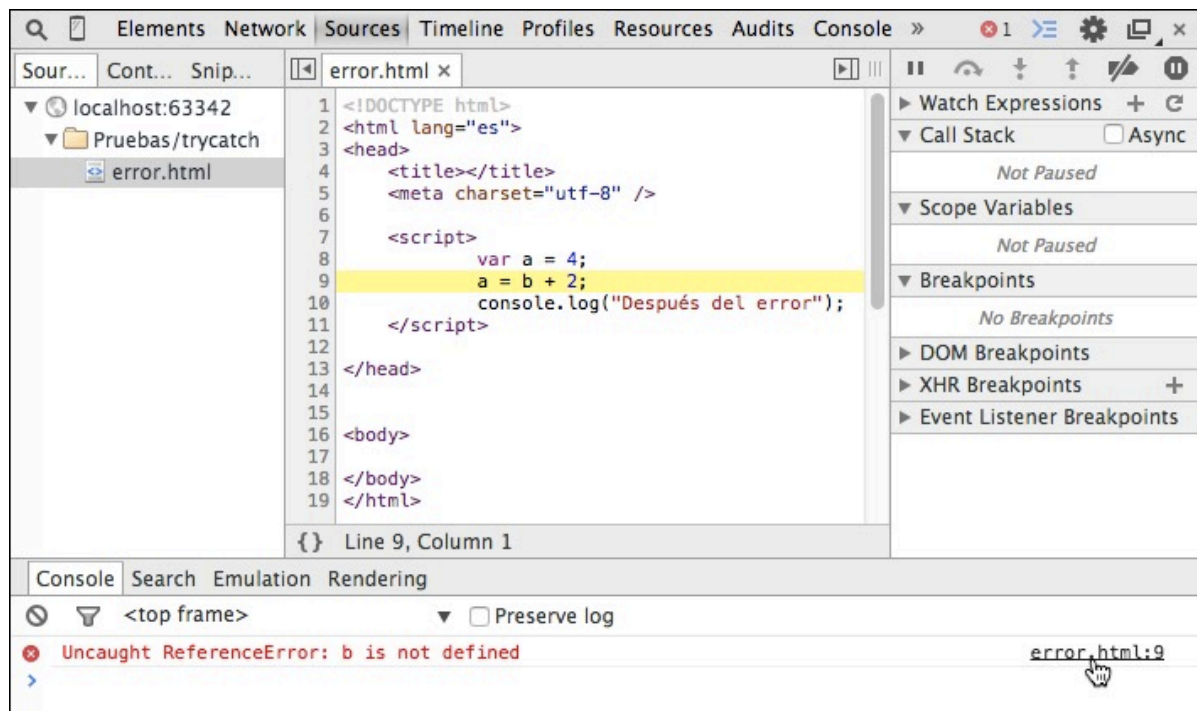 Elements Network Sources Timeline Profiles Resources Audits Console » 1
Sour... Cont... Snip...
localhost:63342
Pruebas/trycatch
error.html
error.html ×
1 <!DOCTYPE html>
2 <html lang="es">
3 <head>
4 <title></title>
5 <meta charset="utf-8" />
6
7 <script>
8 var a = 4;
9 a = b + 2;
10 console.log("Después del error");
11 </script>
12
13 </head>
14
15
16 <body>
17
18 </body>
19 </html>
{} Line 9, Column 1
Watch Expressions
Call Stack Async
Not Paused
Scope Variables
Not Paused
Breakpoints
No Breakpoints
DOM Breakpoints
XHR Breakpoints
Event Listener Breakpoints
Console Search Emulation Rendering
<top frame> Preserve log
Uncaught ReferenceError: b is not defined error.html:9
>